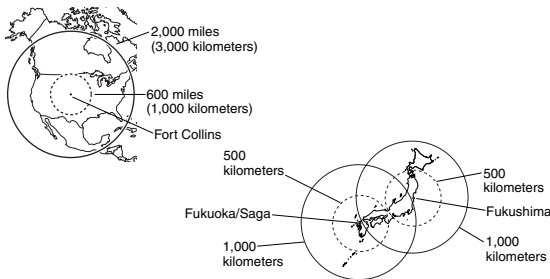 2,000 miles
(3,000 kilometers)
600 miles
(1,000 kilometers)
Fort Collins
500
kilometers
Fukuoka/Saga
1,000
kilometers
500
kilometers
Fukushima
1,000
kilometers